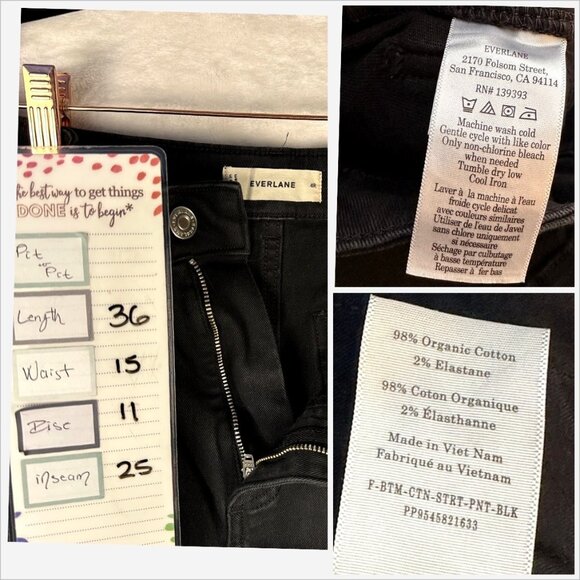 the best way to get things
DONE is to begin*
Pit
to
Pit
Length 36
Waist 15
Rise 11
inseam 25
EVERLANE
4R
EVERLANE
2170 Folsom Street,
San Francisco, CA 94114
RN# 139393
Machine wash cold
Gentle cycle with like color
Only non-chlorine bleach
when needed
Tumble dry low
Cool Iron
Laver à la machine à l'eau
froide cycle delicat
avec couleurs similaires
Utiliser de l'eau de Javel
sans chlore uniquement
si nécessaire
Séchage par culbutage
à basse température
Repasser à fer bas
98% Organic Cotton
2% Elastane
98% Coton Organique
2% Élasthanne
Made in Viet Nam
Fabriqué au Vietnam
F-BTM-CTN-STRT-PNT-BLK
PP9545821633